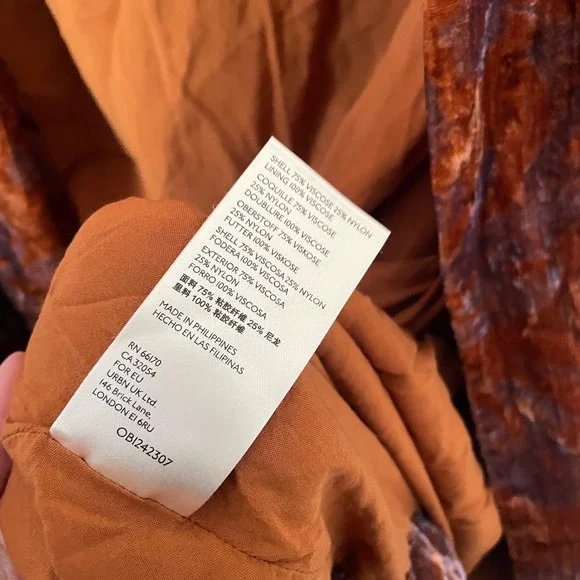 SHELL 75% VISCOSE 25% NYLON
LINING 100% VISCOSE
COQUILLE 75% VISCOSE
25% NYLON
DOUBLURE 100% VISCOSE
OBERSTOFF 75% VISKOSE
25% NYLON
FUTTER 100% VISKOSE
SHELL 75% VISCOSA 25% NYLON
FODERA 100% VISCOSA
EXTERIOR 75% VISCOSA
25% NYLON
FORRO 100% VISCOSA
面料 75% 粘胶纤维 25% 尼龙
里料 100% 粘胶纤维
MADE IN PHILIPPINES
HECHO EN LAS FILIPINAS
RN 66170
CA 32054
FOR EU
URBN UK Ltd.
146 Brick Lane,
LONDON E1 6RU
OB1242307